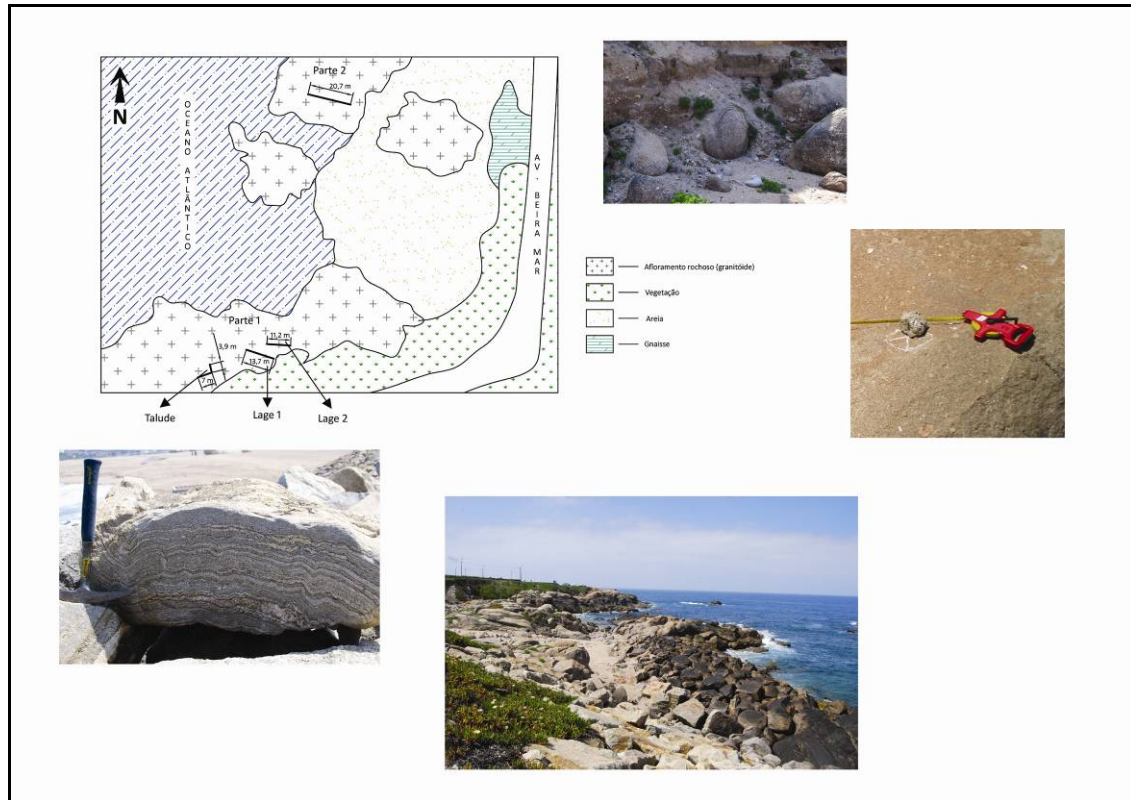 Parte 2
20,7 m
N
OCEANO ATLÂNTICO
AV. BEIRA MAR
Afloramento rochoso (granitóide)
Vegetação
Areia
Gnaisse
Parte 1
11,2 m
3,9 m
13,7 m
7 m
Talude
Lage 1
Lage 2